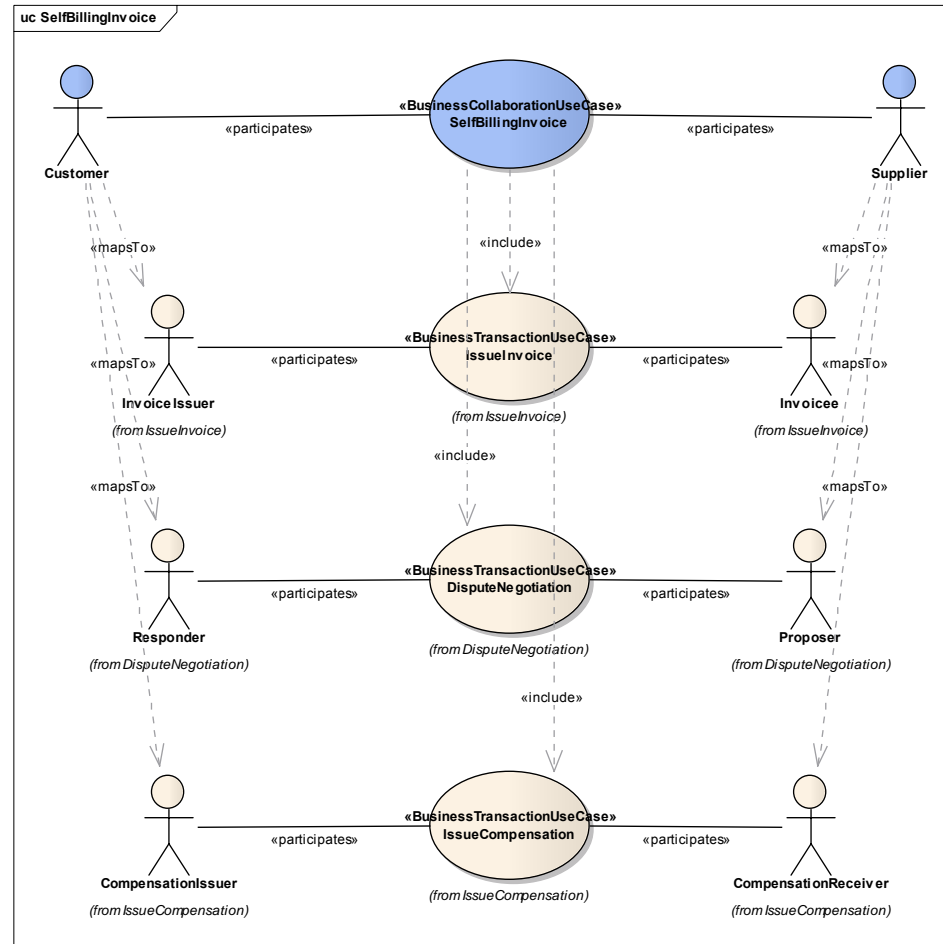 uc SelfBillingInvoice
«BusinessCollaborationUseCase»
SelfBillingInvoice
«participates»
«participates»
Customer
Supplier
«mapsTo»
«include»
«mapsTo»
«BusinessTransactionUseCase»
IssueInvoice
«participates»
«participates»
«mapsTo»
«mapsTo»
InvoiceIssuer
Invoicee
(from IssueInvoice)
(from IssueInvoice)
(from IssueInvoice)
«include»
«mapsTo»
«mapsTo»
«BusinessTransactionUseCase»
DisputeNegotiation
«participates»
«participates»
Responder
Proposer
(from DisputeNegotiation)
(from DisputeNegotiation)
(from DisputeNegotiation)
«include»
«BusinessTransactionUseCase»
IssueCompensation
«participates»
«participates»
CompensationIssuer
CompensationReceiver
(from IssueCompensation)
(from IssueCompensation)
(from IssueCompensation)